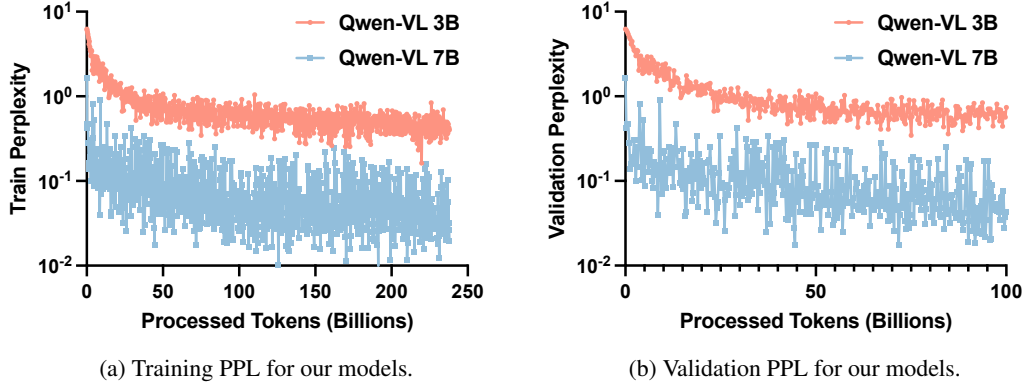 Qwen-VL 3B
Qwen-VL 7B
Train Perplexity
10¹
10⁰
10⁻¹
10⁻²
0 50 100 150 200 250
Processed Tokens (Billions)
(a) Training PPL for our models.
Qwen-VL 3B
Qwen-VL 7B
Validation Perplexity
10¹
10⁰
10⁻¹
10⁻²
0 50 100
Processed Tokens (Billions)
(b) Validation PPL for our models.